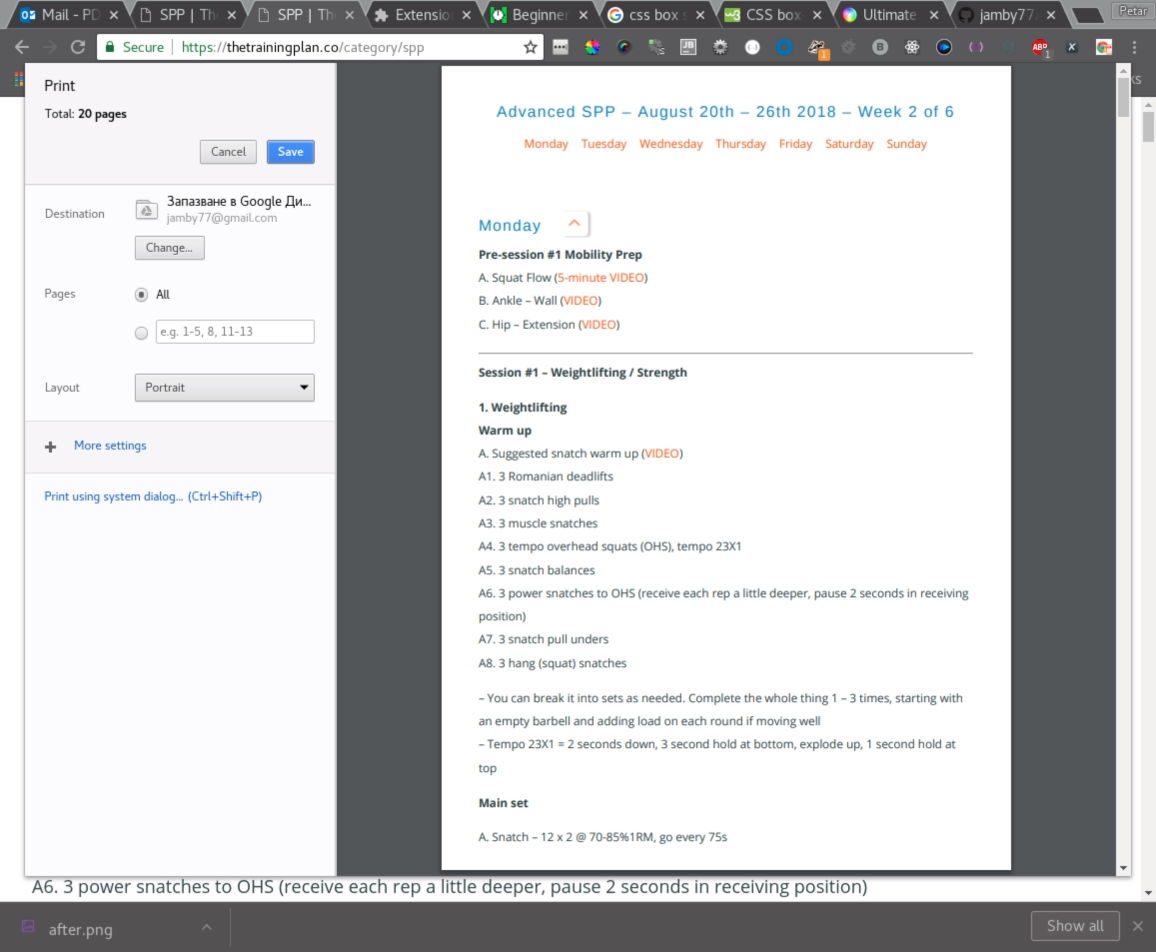 Mail - PD
SPP | Th
SPP | Th
Extensio
Beginner
css box s
CSS box
Ultimate
jamby77
Petar
Secure
https://thetrainingplan.co/category/spp
JB
B
ABP
1
1
X
ks
Print
Total: 20 pages
Cancel
Save
Destination
Запазване в Google Ди...
jamby77@gmail.com
Change...
Pages
All
e.g. 1-5, 8, 11-13
Layout
Portrait
More settings
Print using system dialog... (Ctrl+Shift+P)
Advanced SPP – August 20th – 26th 2018 – Week 2 of 6
Monday Tuesday Wednesday Thursday Friday Saturday Sunday
Monday
Pre-session #1 Mobility Prep
A. Squat Flow (5-minute VIDEO)
B. Ankle – Wall (VIDEO)
C. Hip – Extension (VIDEO)
Session #1 – Weightlifting / Strength
1. Weightlifting
Warm up
A. Suggested snatch warm up (VIDEO)
A1. 3 Romanian deadlifts
A2. 3 snatch high pulls
A3. 3 muscle snatches
A4. 3 tempo overhead squats (OHS), tempo 23X1
A5. 3 snatch balances
A6. 3 power snatches to OHS (receive each rep a little deeper, pause 2 seconds in receiving
position)
A7. 3 snatch pull unders
A8. 3 hang (squat) snatches
– You can break it into sets as needed. Complete the whole thing 1 – 3 times, starting with
an empty barbell and adding load on each round if moving well
– Tempo 23X1 = 2 seconds down, 3 second hold at bottom, explode up, 1 second hold at
top
Main set
A. Snatch – 12 x 2 @ 70-85%1RM, go every 75s
A6. 3 power snatches to OHS (receive each rep a little deeper, pause 2 seconds in receiving position)
after.png
Show all